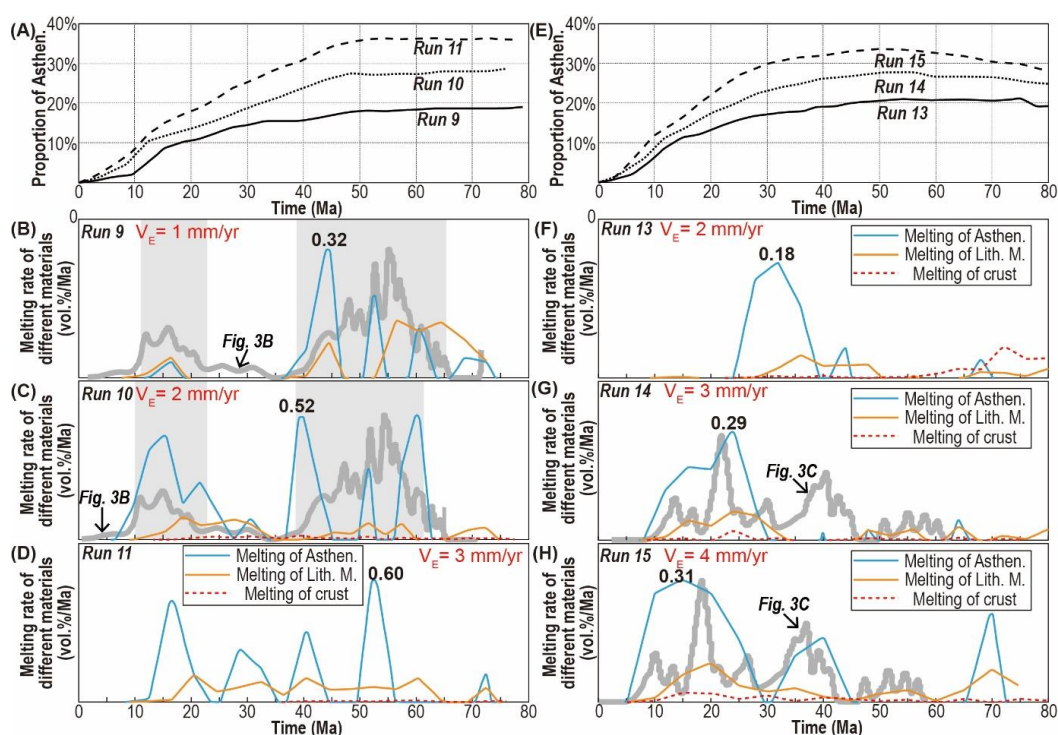 (A) 40%
30%
20%
10%
Proportion of Asthen.
Run 11
Run 10
Run 9
0 10 20 30 40 50 60 70 80
Time (Ma)
(E) 40%
30%
20%
10%
Proportion of Asthen.
Run 15
Run 14
Run 13
0 10 20 30 40 50 60 70 80
Time (Ma)
0
(B) Run 9 V_E= 1 mm/yr
0.32
Fig. 3B
Melting rate of
different materials
(vol.%/Ma)
0
(F) Run 13 V_E= 2 mm/yr
0.18
Melting of Asthen.
Melting of Lith. M.
Melting of crust
Melting rate of
different materials
(vol.%/Ma)
(C) Run 10 V_E= 2 mm/yr
0.52
Fig. 3B
Melting rate of
different materials
(vol.%/Ma)
(G) Run 14 V_E= 3 mm/yr
0.29
Fig. 3C
Melting of Asthen.
Melting of Lith. M.
Melting of crust
Melting rate of
different materials
(vol.%/Ma)
(D) Run 11
V_E= 3 mm/yr
Melting of Asthen.
Melting of Lith. M.
Melting of crust
0.60
Melting rate of
different materials
(vol.%/Ma)
0 10 20 30 40 50 60 70 80
Time (Ma)
(H) Run 15 V_E= 4 mm/yr
0.31
Fig. 3C
Melting of Asthen.
Melting of Lith. M.
Melting of crust
Melting rate of
different materials
(vol.%/Ma)
0 10 20 30 40 50 60 70 80
Time (Ma)